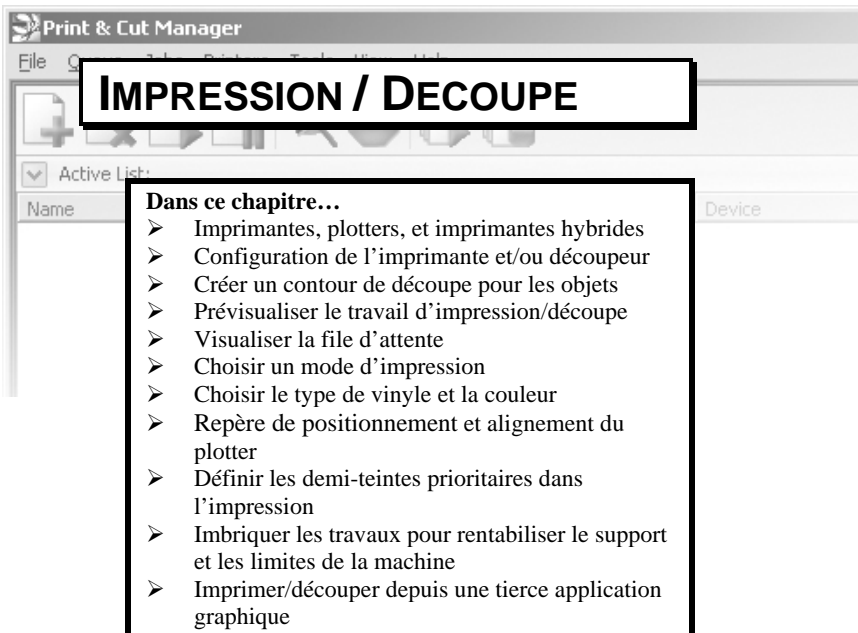 Print & Cut Manager
File
IMPRESSION / DECOUPE
Active List:
Name
Device
Dans ce chapitre…
➢ Imprimantes, plotters, et imprimantes hybrides
➢ Configuration de l’imprimante et/ou découpeur
➢ Créer un contour de découpe pour les objets
➢ Prévisualiser le travail d’impression/découpe
➢ Visualiser la file d’attente
➢ Choisir un mode d’impression
➢ Choisir le type de vinyle et la couleur
➢ Repère de positionnement et alignement du
plotter
➢ Définir les demi-teintes prioritaires dans
l’impression
➢ Imbriquer les travaux pour rentabiliser le support
et les limites de la machine
➢ Imprimer/découper depuis une tierce application
graphique